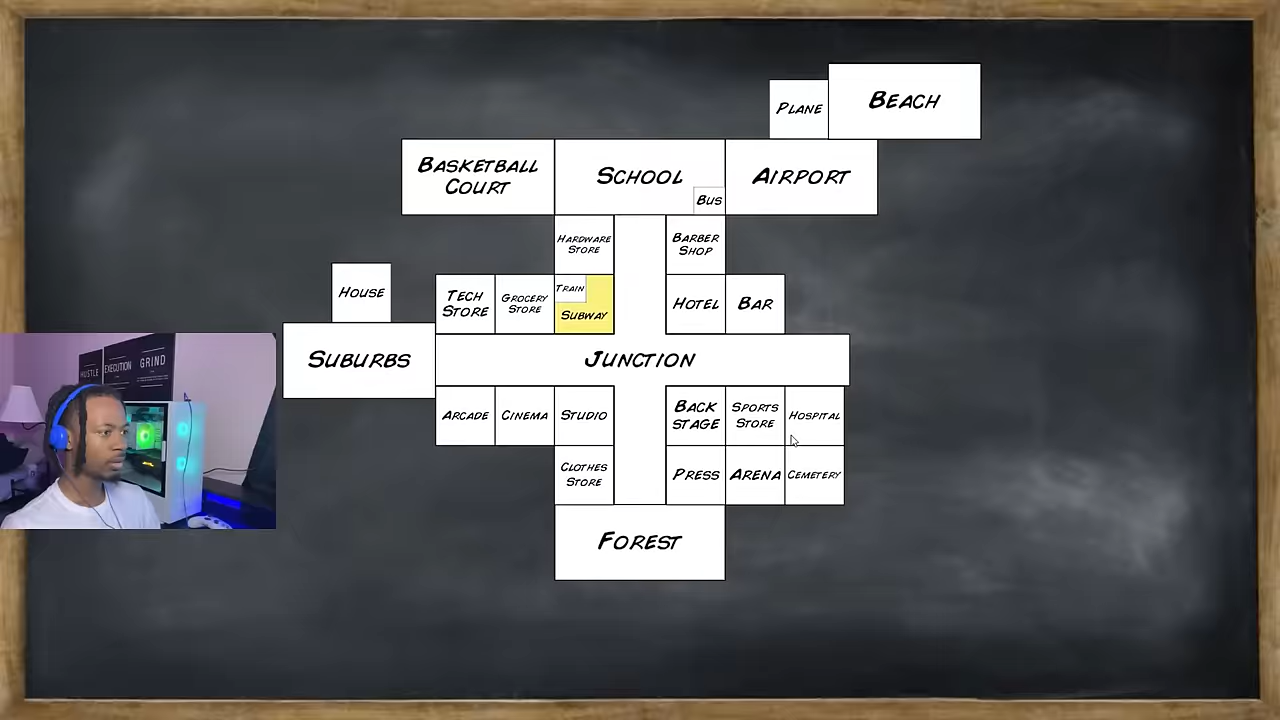 PLANE
BEACH
BASKETBALL
COURT
SCHOOL
AIRPORT
BUS
HARDWARE
STORE
BARBER
SHOP
HOUSE
TECH
STORE
GROCERY
STORE
TRAIN
SUBWAY
HOTEL
BAR
SUBURBS
JUNCTION
HUSTLE
EXECUTION
GRIND
ARCADE
CINEMA
STUDIO
BACK
STAGE
SPORTS
STORE
HOSPITAL
CLOTHES
STORE
PRESS
ARENA
CEMETERY
FOREST